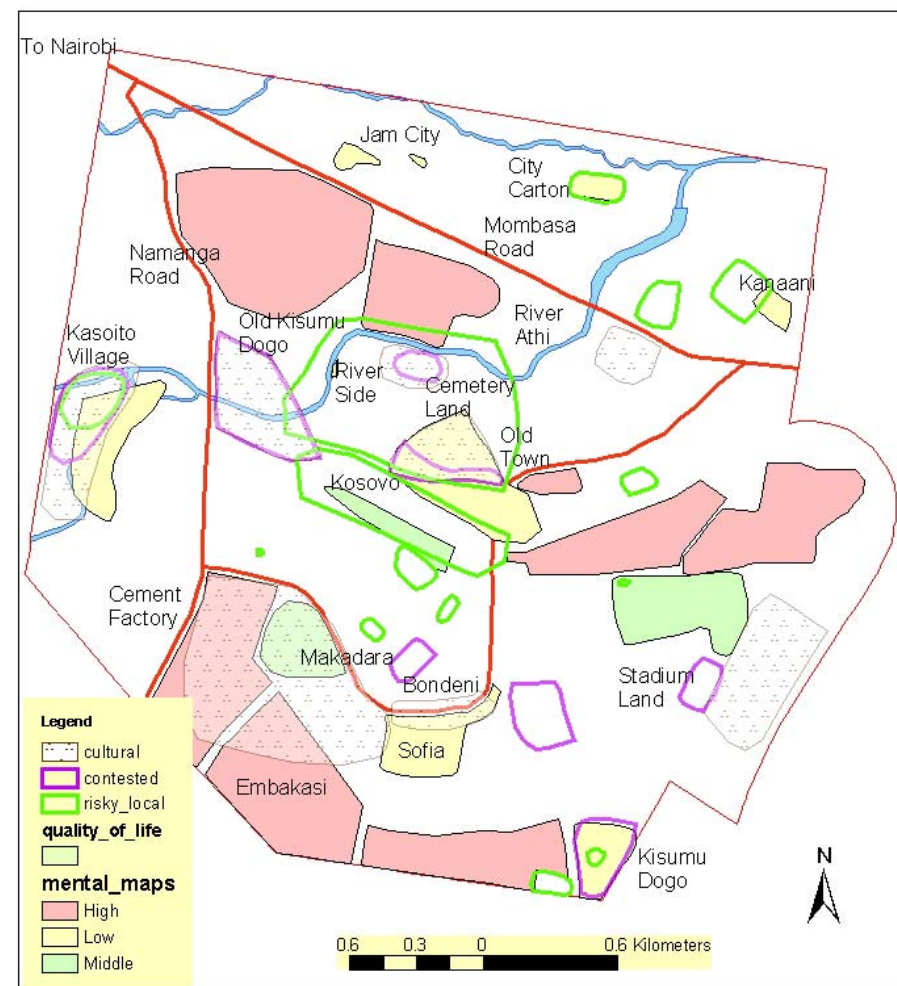 To Nairobi
Jam City
City
Carton
Mombasa
Road
Namanga
Road
Kanaani
River
Athi
Old Kisumu
Dogo
Kasoito
Village
River
Side
Cemetery
Land
Old
Town
Kosovo
Cement
Factory
Makadara
Bondeni
Stadium
Land
Sofia
Embakasi
Kisumu
Dogo
Legend
cultural
contested
risky_local
quality_of_life
mental_maps
High
Low
Middle
N
0.6 0.3 0 0.6 Kilometers